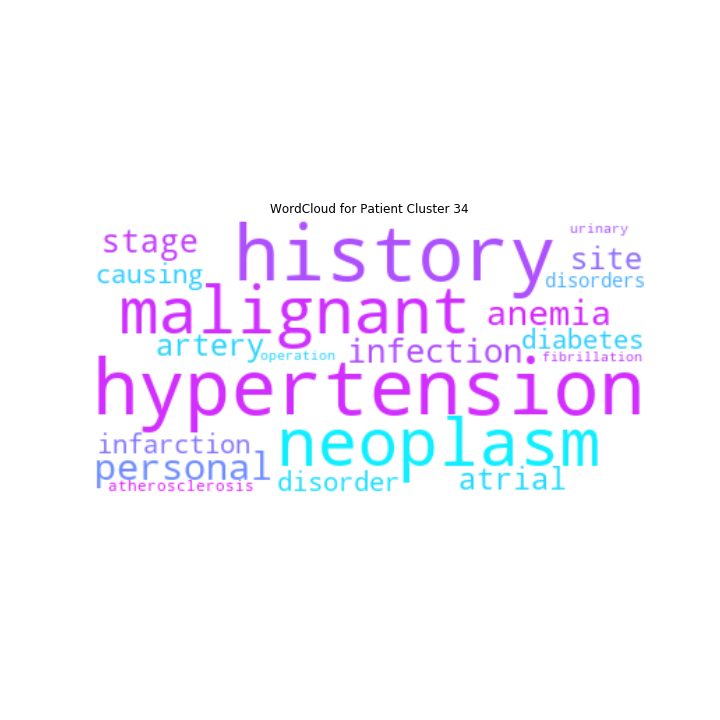 WordCloud for Patient Cluster 34
urinary
stage
history
site
causing
disorders
malignant
anemia
artery
operation
infection
diabetes
fibrillation
hypertension
infarction
neoplasm
personal
atherosclerosis
disorder
atrial